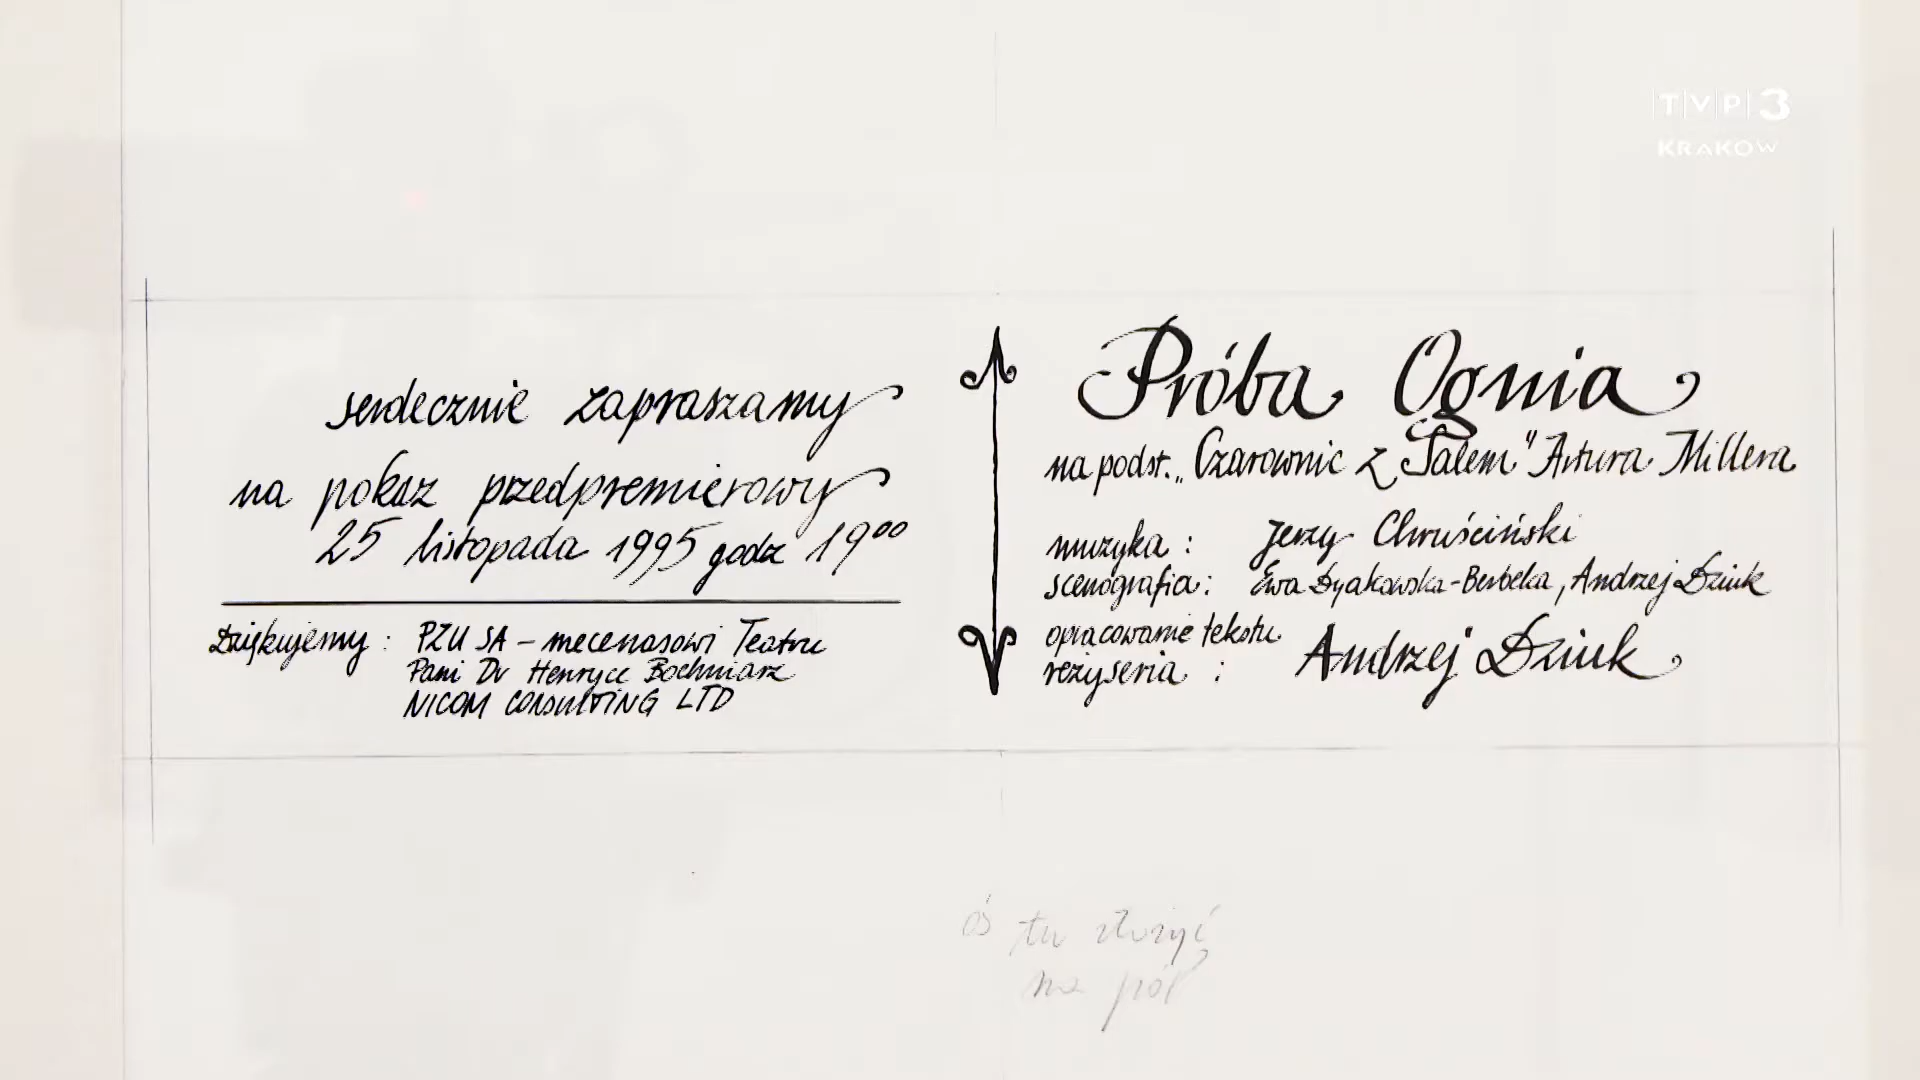 serdecznie zapraszamy
na pokaz przedpremierowy
25 listopada 1995 godz 19⁰⁰
Dziękujemy : PZU SA – mecenasowi Teatru
Pani Dr Henryce Bochniarz
NICOM CONSULTING LTD
Próba Ognia
na podst. „Czarownic z Salem" Artura Millera
muzyka : Jerzy Chruściński
scenografia : Ewa Dyakowska-Berbeka, Andrzej Dziuk
opracowanie tekstu
reżyseria : Andrzej Dziuk
oś tu złożyć
na pół
TVP3
KRAKÓW